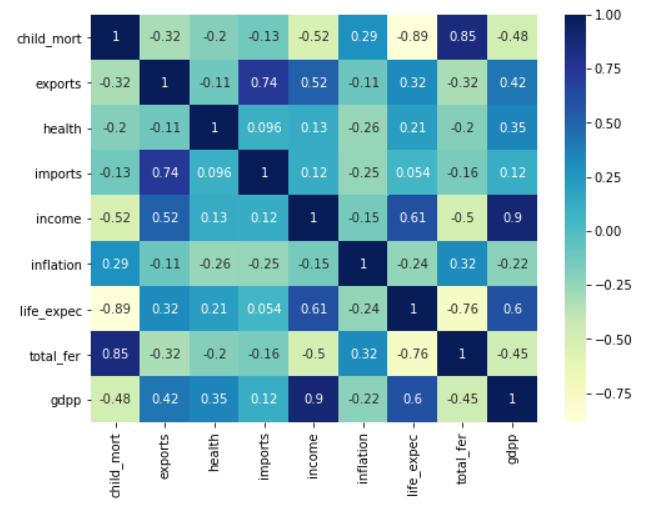 child_mort 1 -0.32 -0.2 -0.13 -0.52 0.29 -0.89 0.85 -0.48
exports -0.32 1 -0.11 0.74 0.52 -0.11 0.32 -0.32 0.42
health -0.2 -0.11 1 0.096 0.13 -0.26 0.21 -0.2 0.35
imports -0.13 0.74 0.096 1 0.12 -0.25 0.054 -0.16 0.12
income -0.52 0.52 0.13 0.12 1 -0.15 0.61 -0.5 0.9
inflation 0.29 -0.11 -0.26 -0.25 -0.15 1 -0.24 0.32 -0.22
life_expec -0.89 0.32 0.21 0.054 0.61 -0.24 1 -0.76 0.6
total_fer 0.85 -0.32 -0.2 -0.16 -0.5 0.32 -0.76 1 -0.45
gdpp -0.48 0.42 0.35 0.12 0.9 -0.22 0.6 -0.45 1
child_mort exports health imports income inflation life_expec total_fer gdpp
1.00
0.75
0.50
0.25
0.00
−0.25
−0.50
−0.75